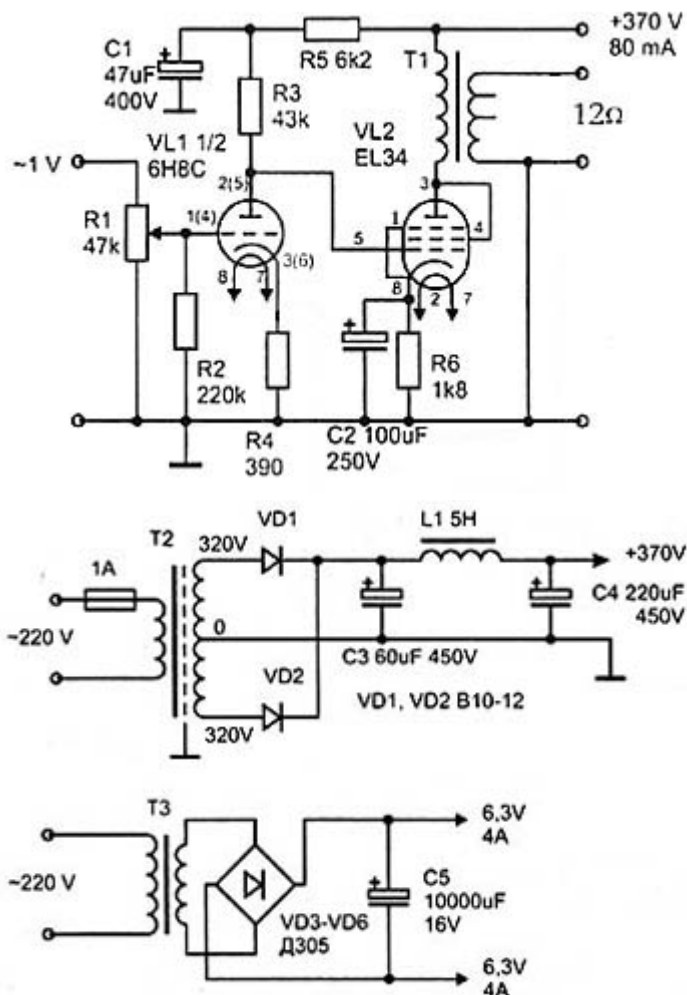 +370 V
80 mA
C1
47uF
400V
R5 6k2
T1
R3
43k
12Ω
VL1 1/2
6H8C
VL2
EL34
~1 V
2(5)
3
R1
47k
1(4)
1
4
5
3(6)
8
7
8
2
7
R2
220k
R6
1k8
R4
390
C2 100uF
250V
VD1
L1 5H
T2
320V
+370V
1A
C4 220uF
450V
0
~220 V
C3 60uF 450V
VD2
VD1, VD2 B10-12
320V
T3
6,3V
4A
~220 V
C5
10000uF
16V
VD3-VD6
Д305
6,3V
4A